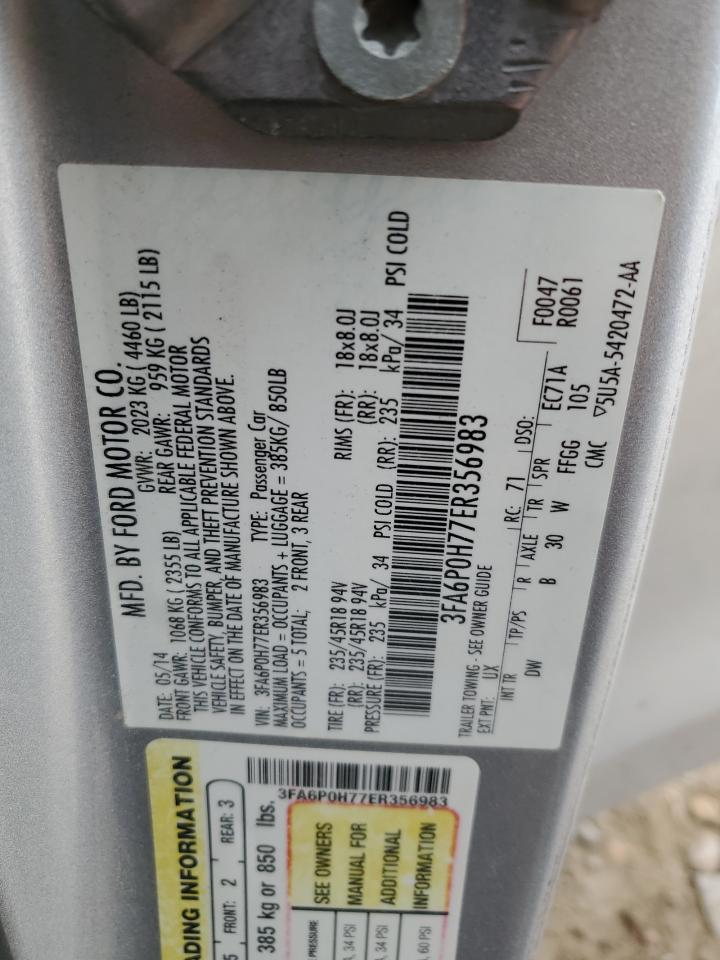 MFD. BY FORD MOTOR CO.
DATE: 05/14 GVWR: 2023 KG ( 4460 LB)
FRONT GAWR: 1068 KG ( 2355 LB) REAR GAWR: 959 KG ( 2115 LB)
THIS VEHICLE CONFORMS TO ALL APPLICABLE FEDERAL MOTOR
VEHICLE SAFETY, BUMPER, AND THEFT PREVENTION STANDARDS
IN EFFECT ON THE DATE OF MANUFACTURE SHOWN ABOVE.
VIN: 3FA6P0H77ER356983 TYPE: Passenger Car
MAXIMUM LOAD = OCCUPANTS + LUGGAGE = 385KG/ 850LB
OCCUPANTS = 5 TOTAL; 2 FRONT, 3 REAR
TIRE (FR): 235/45R18 94V RIMS (FR): 18x8.0J
(RR): 235/45R18 94V (RR): 18x8.0J
PRESSURE (FR): 235 kPa/ 34 PSI COLD (RR): 235 kPa/ 34 PSI COLD
3FA6P0H77ER356983
TRAILER TOWING - SEE OWNER GUIDE
EXT PNT: UX RC: 71 DSO: F0047
R0061
INT TR TP/PS R AXLE TR SPR EC71A
DW B 30 W FFGG 105
CMC ▽5U5A-5420472-AA
3FA6P0H77ER356983
ADING INFORMATION
5 FRONT: 2 REAR: 3
385 kg or 850 lbs.
PRESSURE SEE OWNERS
, 34 PSI MANUAL FOR
, 34 PSI ADDITIONAL
, 60 PSI INFORMATION